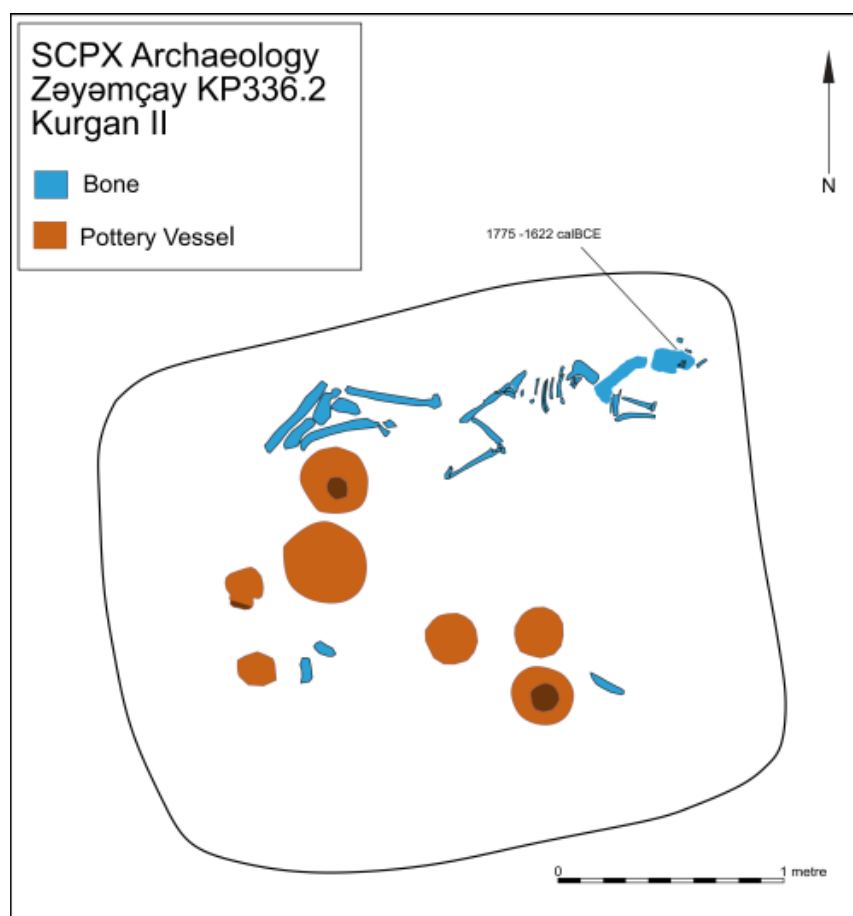 SCPX Archaeology
Zəyəmçay KP336.2
Kurgan II
Bone
Pottery Vessel
N
1775 -1622 calBCE
0 1 metre